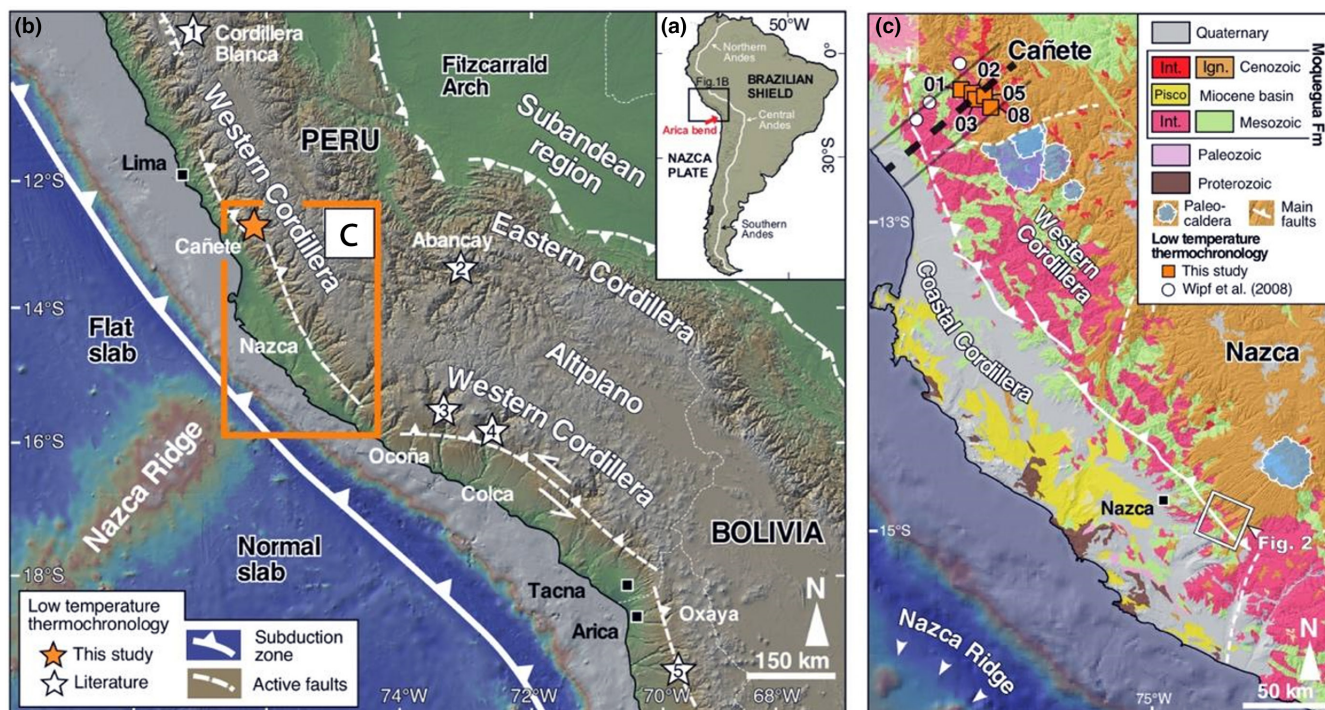 (b)
1
Cordillera
Blanca
Fitzcarrald
Arch
Subandean
region
PERU
Western Cordillera
Lima
12°S
Cañete
C
Abancay
2
Eastern Cordillera
14°S
Flat
slab
Nazca
Altiplano
Western Cordillera
3
4
16°S
Ocoña
Nazca Ridge
Colca
BOLIVIA
Normal
slab
18°S
Tacna
Oxaya
Arica
N
150 km
5
74°W
72°W
70°W
68°W
Low temperature
thermochronology
This study
Literature
Subduction
zone
Active faults
(a)
50°W
0°
Northern
Andes
Fig.1B
BRAZILIAN
SHIELD
Arica bend
Central
Andes
NAZCA
PLATE
30°S
Southern
Andes
(c)
Cañete
01
02
05
03
08
13°S
Western
Cordillera
Coastal Cordillera
Nazca
Nazca
15°S
Fig. 2
Nazca Ridge
75°W
N
50 km
Quaternary
Int.
Ign.
Cenozoic
Pisco
Miocene basin
Int.
Mesozoic
Moquegua Fm
Paleozoic
Proterozoic
Paleo-
caldera
Main
faults
Low temperature
thermochronology
This study
Wipf et al. (2008)